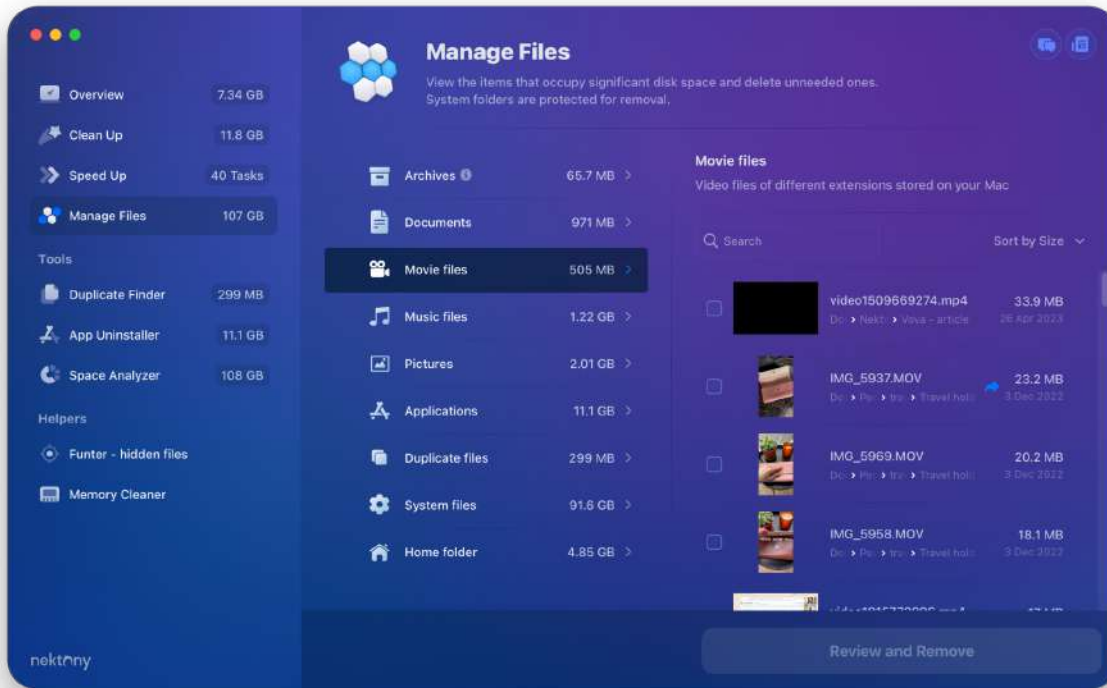 Manage Files
View the items that occupy significant disk space and delete unneeded ones.
System folders are protected for removal.
Overview 7.34 GB
Clean Up 11.8 GB
Speed Up 40 Tasks
Manage Files 107 GB
Tools
Duplicate Finder 299 MB
App Uninstaller 11.1 GB
Space Analyzer 108 GB
Helpers
Funter - hidden files
Memory Cleaner
nektony
Archives 65.7 MB
Documents 971 MB
Movie files 505 MB
Music files 1.22 GB
Pictures 2.01 GB
Applications 11.1 GB
Duplicate files 299 MB
System files 91.6 GB
Home folder 4.85 GB
Movie files
Video files of different extensions stored on your Mac
Search Sort by Size
video1509669274.mp4 33.9 MB
Vova - article 26 Apr 2023
IMG_5937.MOV 23.2 MB
Travel 3 Dec 2022
IMG_5969.MOV 20.2 MB
Travel 3 Dec 2022
IMG_5958.MOV 18.1 MB
Travel 3 Dec 2022
Review and Remove